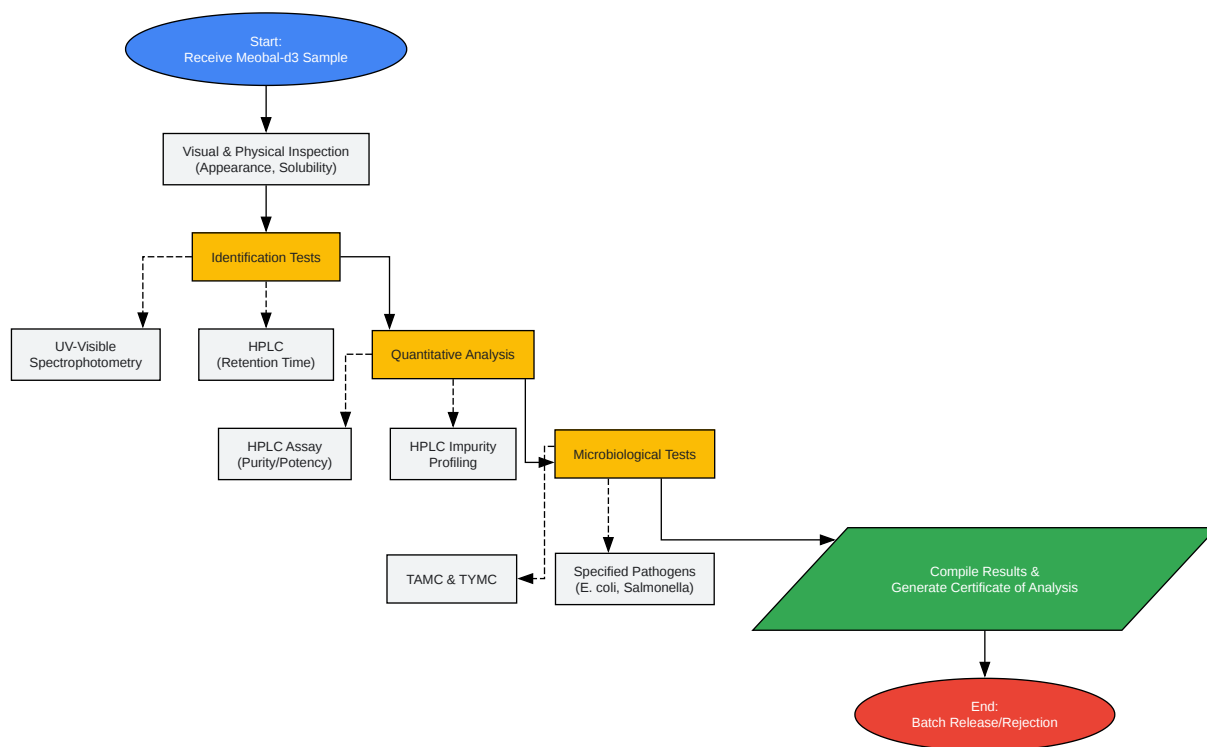 Start:
Receive Meobal-d3 Sample
Visual & Physical Inspection
(Appearance, Solubility)
Identification Tests
UV-Visible
Spectrophotometry
HPLC
(Retention Time)
Quantitative Analysis
HPLC Assay
(Purity/Potency)
HPLC Impurity
Profiling
Microbiological Tests
TAMC & TYMC
Specified Pathogens
(E. coli, Salmonella)
Compile Results &
Generate Certificate of Analysis
End:
Batch Release/Rejection